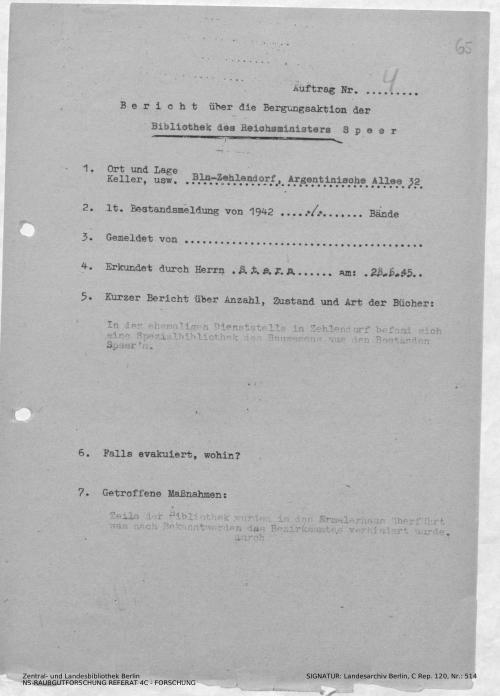 65
Auftrag Nr. ...4......
B e r i c h t über die Bergungsaktion der
Bibliothek des Reichsministers S p e e r
1. Ort und Lage
Keller, usw. Bln-Zehlendorf, Argentinische Allee 32
2. lt. Bestandsmeldung von 1942 ..../......... Bände
3. Gemeldet von ......................................
4. Erkundet durch Herrn .S.t.e.r.n...... am: .28.6.45..
5. Kurzer Bericht über Anzahl, Zustand und Art der Bücher:
In der ehemaligen Dienststelle in Zehlendorf befand sich
eine Spezialbibliothek des Bauwesens aus den Bestanden
Speer's.
6. Falls evakuiert, wohin?
7. Getroffene Maßnahmen:
Teile der Bibliothek wurden in das Ermelerhaus überführt
was nach Bekanntwerden das Bezirksamtes verhindert wurde.
durch
Zentral- und Landesbibliothek Berlin
NS-RAUBGUTFORSCHUNG REFERAT 4C - FORSCHUNG
SIGNATUR: Landesarchiv Berlin, C Rep. 120, Nr.: 514